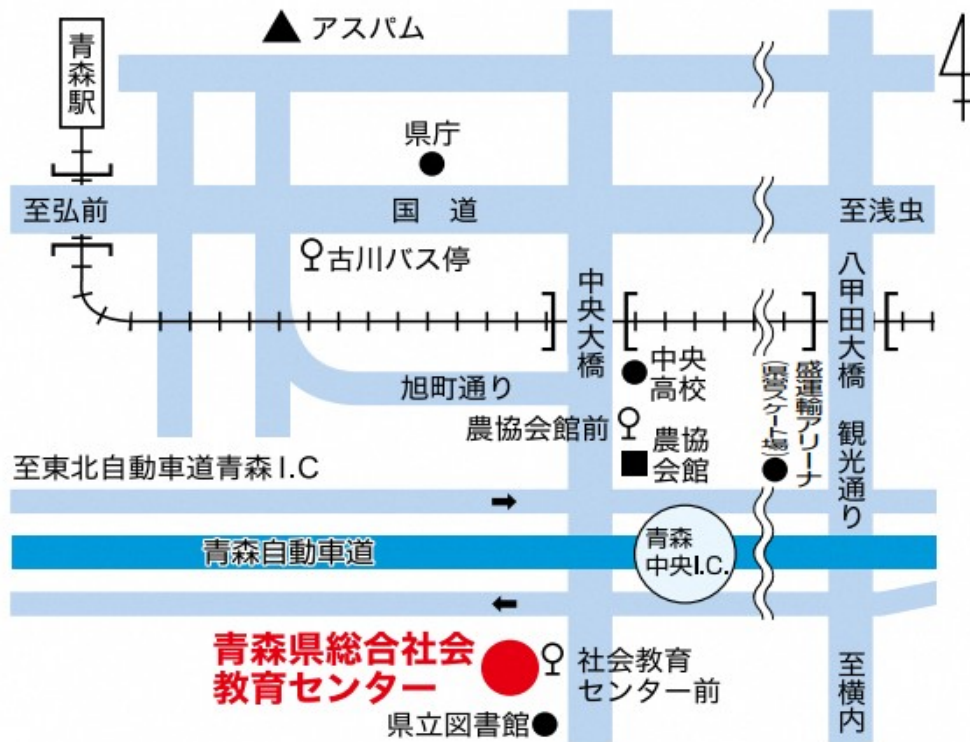 アスパム
青森駅
県庁
至弘前
国 道
至浅虫
古川バス停
中央大橋
八甲田大橋
中央
高校
旭町通り
盛運輸アリーナ
(県営スケート場)
農協会館前
農協
会館
観光通り
至東北自動車道青森I.C
青森自動車道
青森
中央I.C.
青森県総合社会
教育センター
社会教育
センター前
至横内
県立図書館